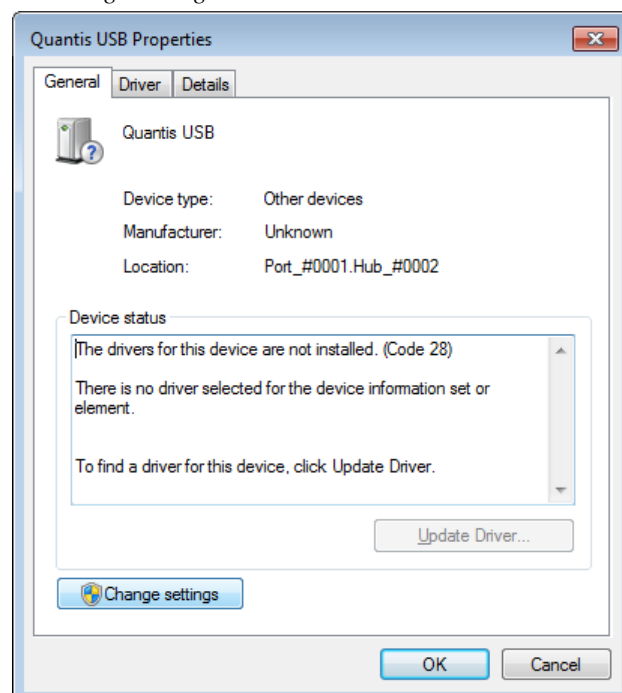 Quantis USB Properties
General Driver Details
Quantis USB
Device type: Other devices
Manufacturer: Unknown
Location: Port_#0001.Hub_#0002
Device status
The drivers for this device are not installed. (Code 28)
There is no driver selected for the device information set or
element.
To find a driver for this device, click Update Driver.
Update Driver...
Change settings
OK Cancel